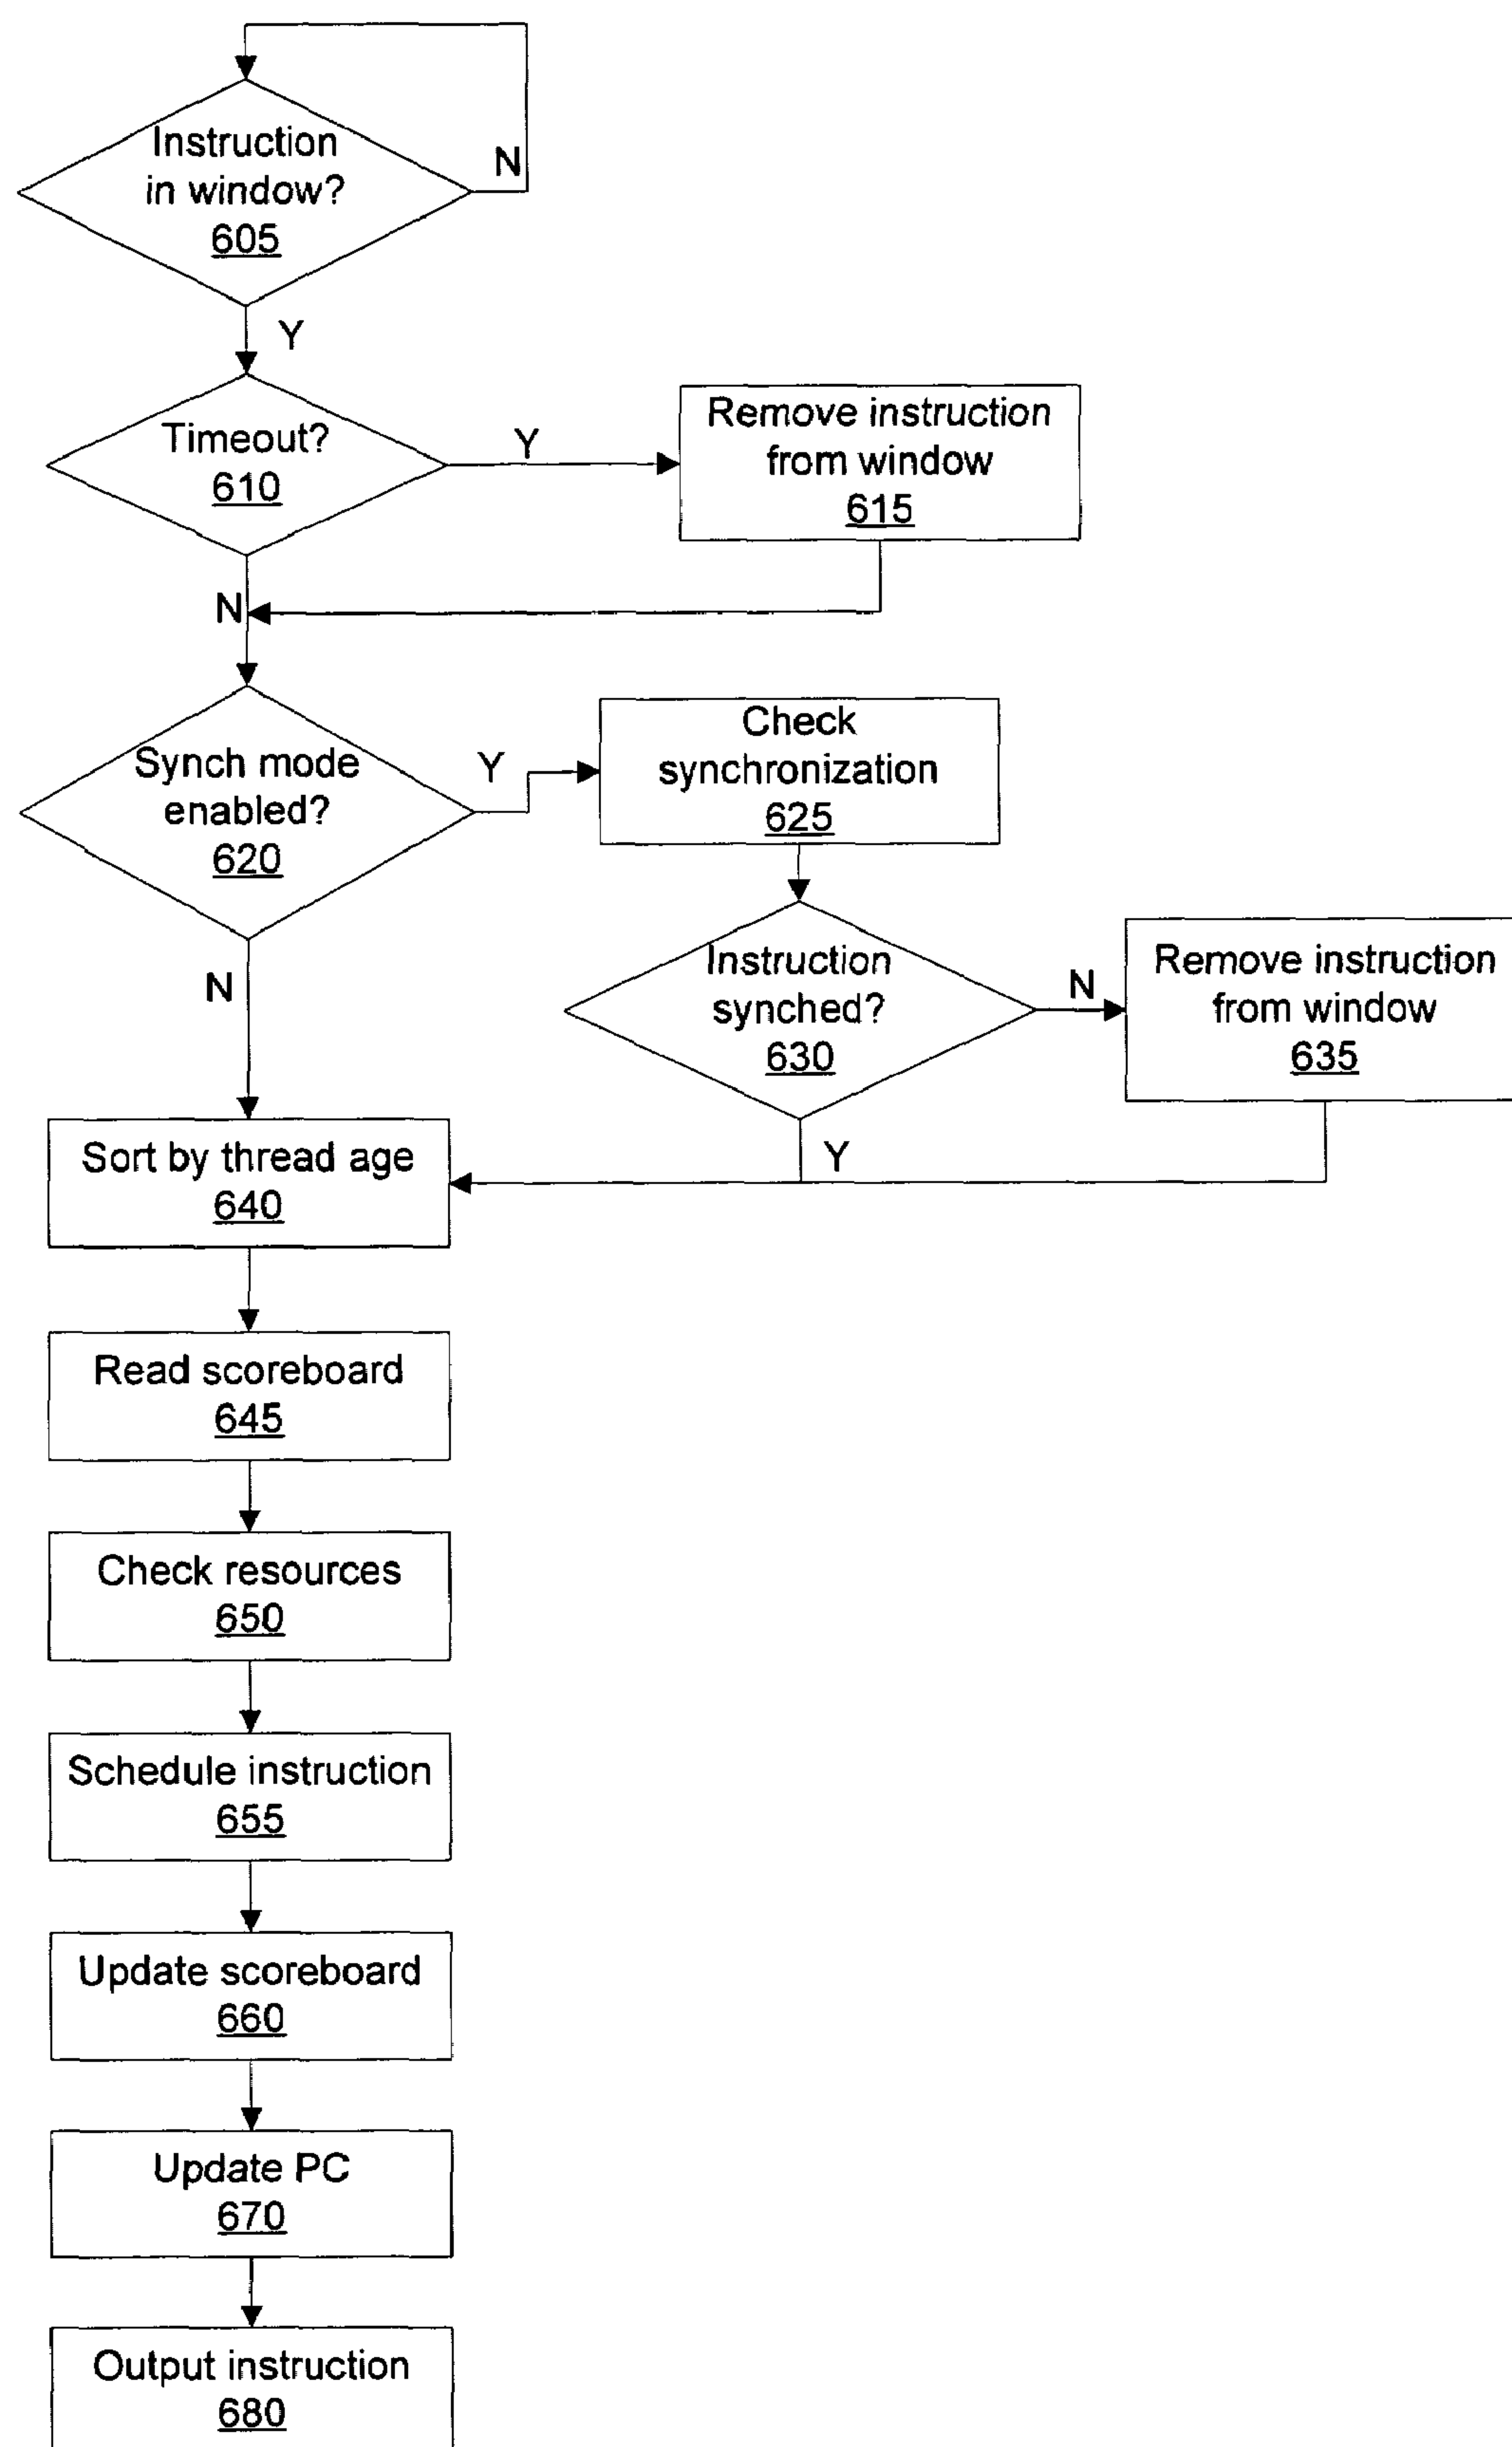 Instruction
in window?
605
N
Y
Timeout?
610
Y
Remove instruction
from window
615
N
Synch mode
enabled?
620
Y
Check
synchronization
625
N
Instruction
synched?
630
N
Remove instruction
from window
635
Y
Sort by thread age
640
Read scoreboard
645
Check resources
650
Schedule instruction
655
Update scoreboard
660
Update PC
670
Output instruction
680